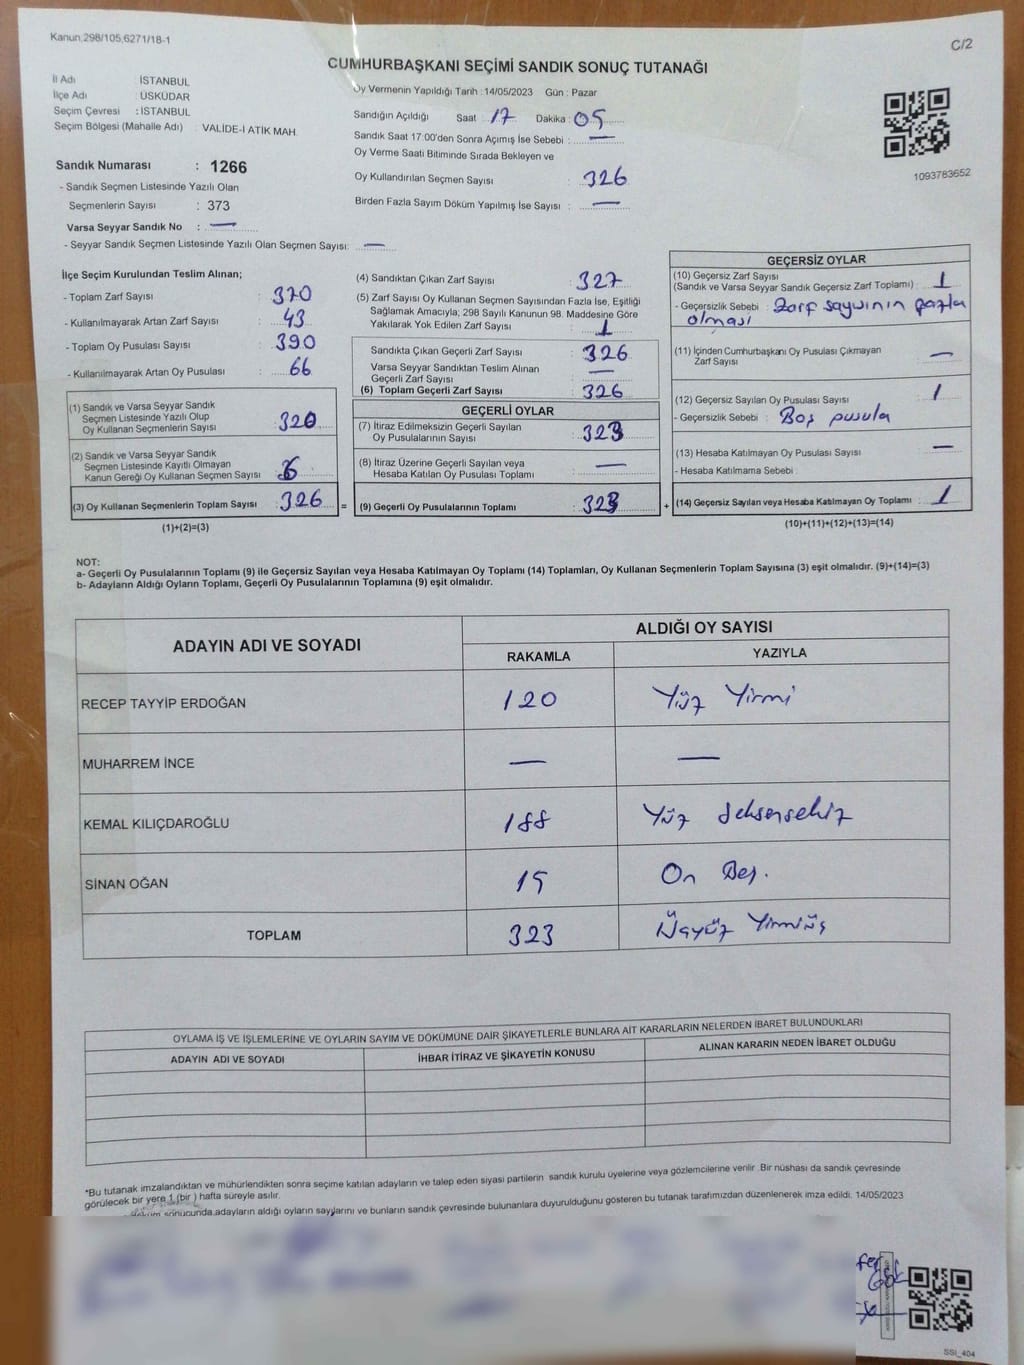 Kanun:298/105,6271/18-1
C/2
CUMHURBAŞKANI SEÇİMİ SANDIK SONUÇ TUTANAĞI
İl Adı İSTANBUL
İlçe Adı : ÜSKÜDAR
Seçim Çevresi : İSTANBUL
Seçim Bölgesi (Mahalle Adı) : VALİDE-İ ATİK MAH.
Oy Vermenin Yapıldığı Tarih : 14/05/2023 Gün : Pazar
Sandığın Açıldığı Saat 17 Dakika : 05
Sandık Saat 17:00'den Sonra Açımış İse Sebebi : —
Oy Verme Saati Bitiminde Sırada Bekleyen ve
Oy Kullandırılan Seçmen Sayısı : 326
Birden Fazla Sayım Döküm Yapılmış İse Sayısı : —
1093783652
Sandık Numarası : 1266
- Sandık Seçmen Listesinde Yazılı Olan
Seçmenlerin Sayısı : 373
Varsa Seyyar Sandık No : —
- Seyyar Sandık Seçmen Listesinde Yazılı Olan Seçmen Sayısı: —
İlçe Seçim Kurulundan Teslim Alınan;
- Toplam Zarf Sayısı : 370
- Kullanılmayarak Artan Zarf Sayısı : 43
- Toplam Oy Pusulası Sayısı : 390
- Kullanılmayarak Artan Oy Pusulası : 66
(1) Sandık ve Varsa Seyyar Sandık
Seçmen Listesinde Yazılı Olup
Oy Kullanan Seçmenlerin Sayısı : 320
(2) Sandık ve Varsa Seyyar Sandık
Seçmen Listesinde Kayıtlı Olmayan
Kanun Gereği Oy Kullanan Seçmen Sayısı : 6
(3) Oy Kullanan Seçmenlerin Toplam Sayısı : 326 =
(1)+(2)=(3)
(4) Sandıktan Çıkan Zarf Sayısı : 327
(5) Zarf Sayısı Oy Kullanan Seçmen Sayısından Fazla İse, Eşitliği
Sağlamak Amacıyla; 298 Sayılı Kanunun 98. Maddesine Göre
Yakılarak Yok Edilen Zarf Sayısı : 1
Sandıkta Çıkan Geçerli Zarf Sayısı : 326
Varsa Seyyar Sandıktan Teslim Alınan
Geçerli Zarf Sayısı : —
(6) Toplam Geçerli Zarf Sayısı : 326
GEÇERLİ OYLAR
(7) İtiraz Edilmeksizin Geçerli Sayılan
Oy Pusulalarının Sayısı : 323
(8) İtiraz Üzerine Geçerli Sayılan veya
Hesaba Katılan Oy Pusulası Toplamı : —
(9) Geçerli Oy Pusulalarının Toplamı : 323 +
GEÇERSİZ OYLAR
(10) Geçersiz Zarf Sayısı
(Sandık ve Varsa Seyyar Sandık Geçersiz Zarf Toplamı) : 1
- Geçersizlik Sebebi : Zarf sayısının fazla
olması
(11) İçinden Cumhurbaşkanı Oy Pusulası Çıkmayan
Zarf Sayısı —
(12) Geçersiz Sayılan Oy Pusulası Sayısı : 1
- Geçersizlik Sebebi : Boş pusula
(13) Hesaba Katılmayan Oy Pusulası Sayısı : —
- Hesaba Katılmama Sebebi :
(14) Geçersiz Sayılan veya Hesaba Katılmayan Oy Toplamı : 1
(10)+(11)+(12)+(13)=(14)
NOT:
a- Geçerli Oy Pusulalarının Toplamı (9) ile Geçersiz Sayılan veya Hesaba Katılmayan Oy Toplamı (14) Toplamları, Oy Kullanan Seçmenlerin Toplam Sayısına (3) eşit olmalıdır. (9)+(14)=(3)
b- Adayların Aldığı Oyların Toplamı, Geçerli Oy Pusulalarının Toplamına (9) eşit olmalıdır.
ADAYIN ADI VE SOYADI ALDIĞI OY SAYISI
RAKAMLA YAZIYLA
RECEP TAYYİP ERDOĞAN 120 Yüz Yirmi
MUHARREM İNCE — —
KEMAL KILIÇDAROĞLU 188 Yüz Seksensekiz
SİNAN OĞAN 15 On Beş.
TOPLAM 323 Üçyüz Yirmiüç
OYLAMA İŞ VE İŞLEMLERİNE VE OYLARIN SAYIM VE DÖKÜMÜNE DAİR ŞİKAYETLERLE BUNLARA AİT KARARLARIN NELERDEN İBARET BULUNDUKLARI
ADAYIN ADI VE SOYADI İHBAR İTİRAZ VE ŞİKAYETİN KONUSU ALINAN KARARIN NEDEN İBARET OLDUĞU
*Bu tutanak imzalandıktan ve mühürlendikten sonra seçime katılan adayların ve talep eden siyasi partilerin sandık kurulu üyelerine veya gözlemcilerine verilir .Bir nüshası da sandık çevresinde
görülecek bir yere 1 (bir) hafta süreyle asılır.
döküm sonucunda adayların aldığı oyların sayılarını ve bunların sandık çevresinde bulunanlara duyurulduğunu gösteren bu tutanak tarafımızdan düzenlenerek imza edildi. 14/05/2023
SSI_404